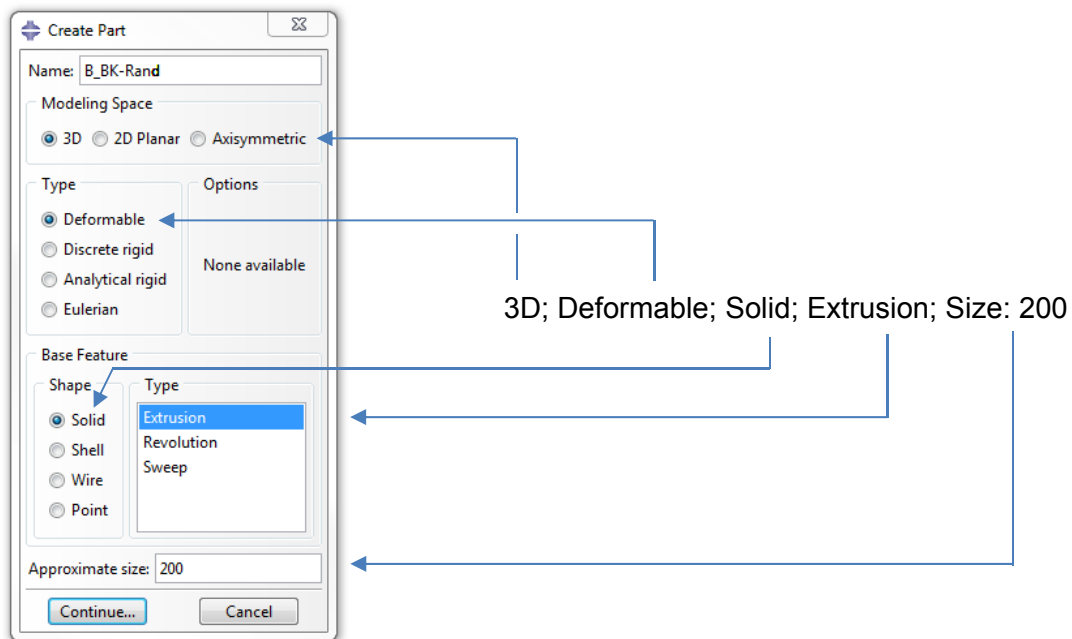 Create Part
Name: B_BK-Rand
Modeling Space
3D 2D Planar Axisymmetric
Type
Options
Deformable
Discrete rigid
Analytical rigid
Eulerian
None available
3D; Deformable; Solid; Extrusion; Size: 200
Base Feature
Shape
Type
Solid
Shell
Wire
Point
Extrusion
Revolution
Sweep
Approximate size: 200
Continue... Cancel